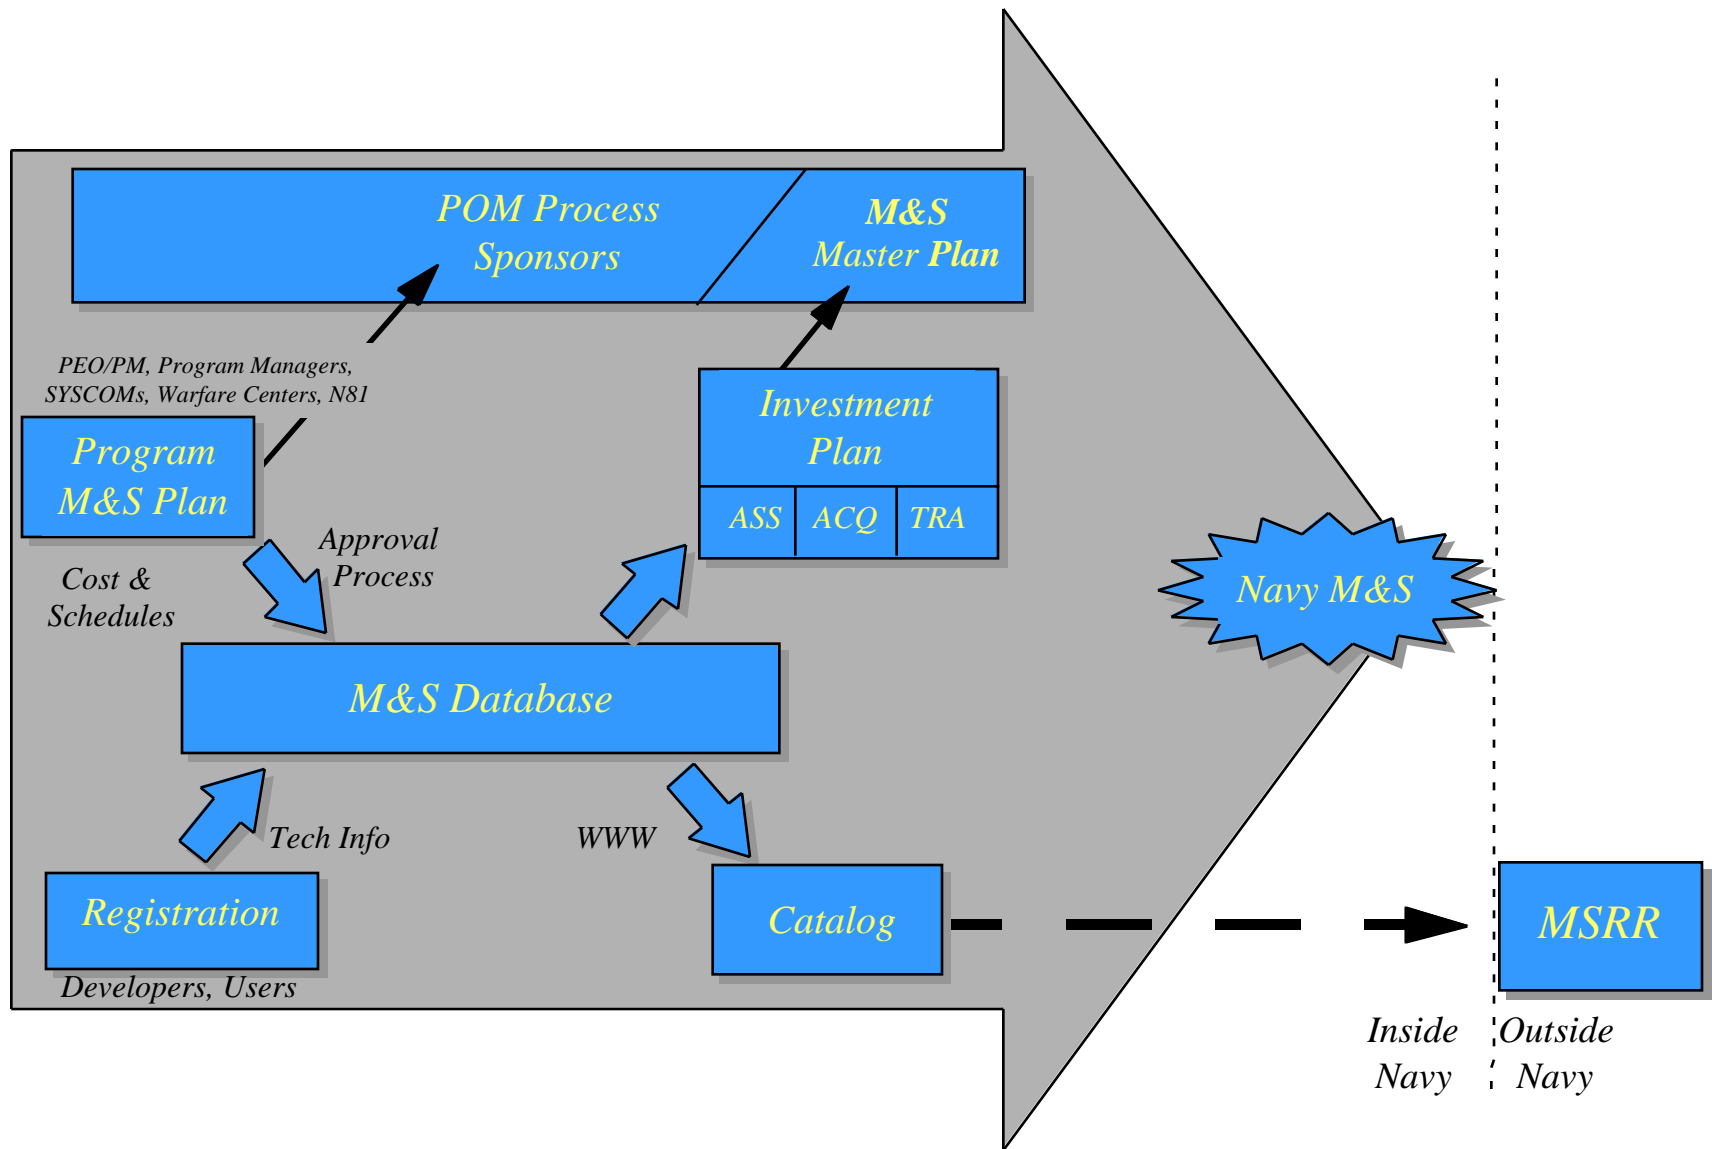 POM Process
Sponsors
M&S
Master Plan
PEO/PM, Program Managers,
SYSCOMs, Warfare Centers, N81
Program
M&S Plan
Investment
Plan
ASS
ACQ
TRA
Approval
Process
Cost &
Schedules
Navy M&S
M&S Database
Tech Info
WWW
Registration
Developers, Users
Catalog
MSRR
Inside
Navy
Outside
Navy